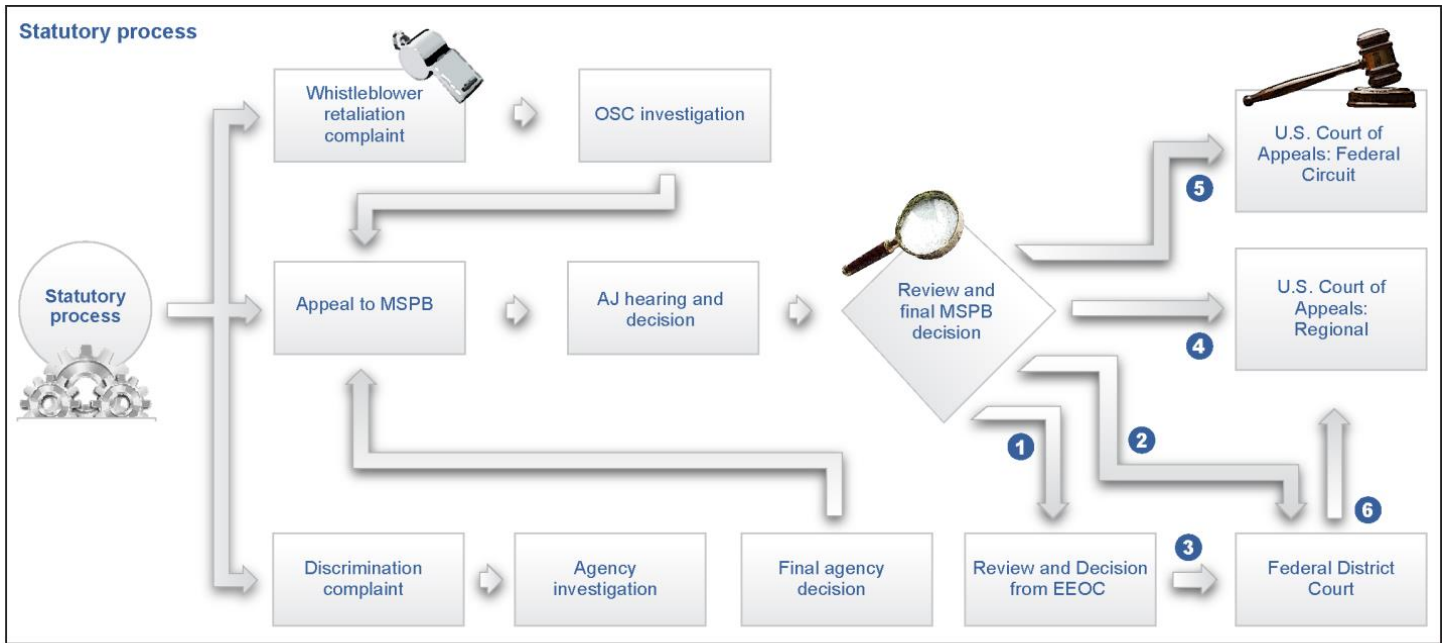 Statutory process
Whistleblower
retaliation
complaint
OSC investigation
U.S. Court of
Appeals: Federal
Circuit
5
Statutory
process
Appeal to MSPB
AJ hearing and
decision
Review and
final MSPB
decision
U.S. Court of
Appeals:
Regional
4
1
2
6
Discrimination
complaint
Agency
investigation
Final agency
decision
Review and Decision
from EEOC
3
Federal District
Court